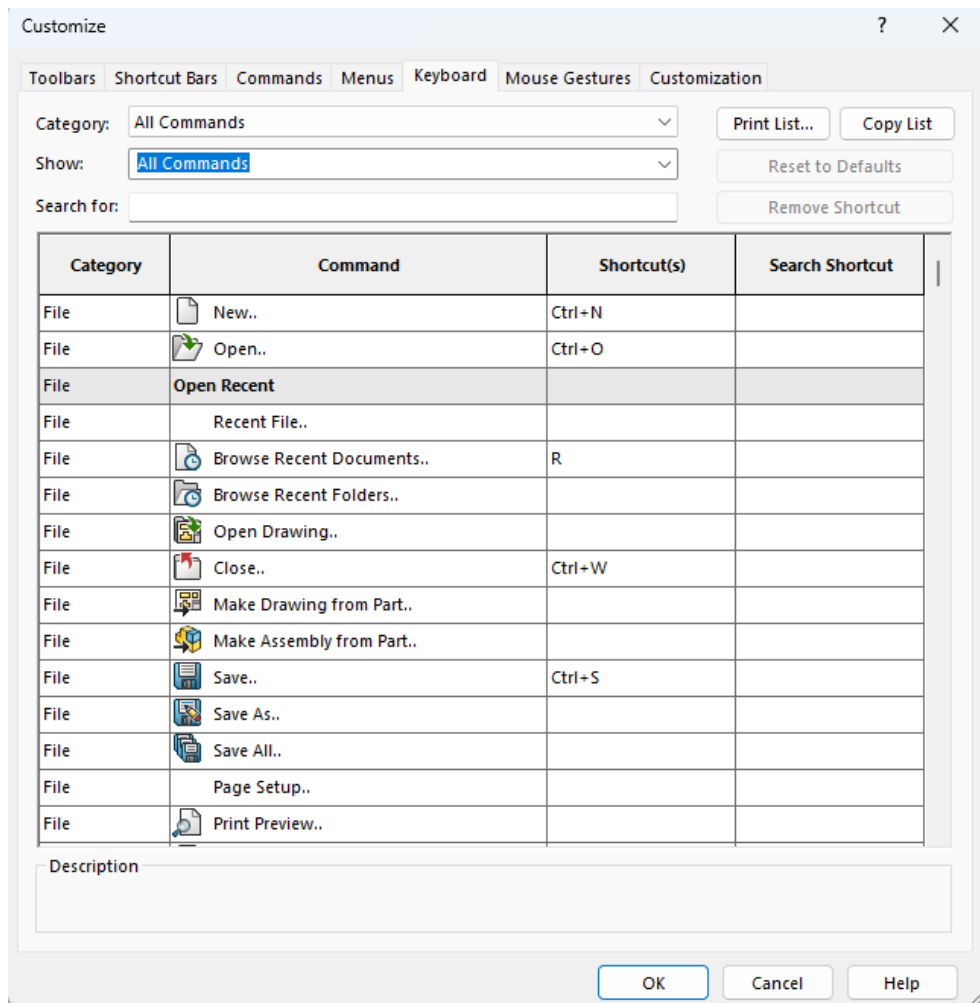 Customize ?
Toolbars Shortcut Bars Commands Menus Keyboard Mouse Gestures Customization
Category: All Commands Print List... Copy List
Show: All Commands Reset to Defaults
Search for: Remove Shortcut
Category Command Shortcut(s) Search Shortcut
File New.. Ctrl+N
File Open.. Ctrl+O
File Open Recent
File Recent File..
File Browse Recent Documents.. R
File Browse Recent Folders..
File Open Drawing..
File Close.. Ctrl+W
File Make Drawing from Part..
File Make Assembly from Part..
File Save.. Ctrl+S
File Save As..
File Save All..
File Page Setup..
File Print Preview..
Description
OK Cancel Help